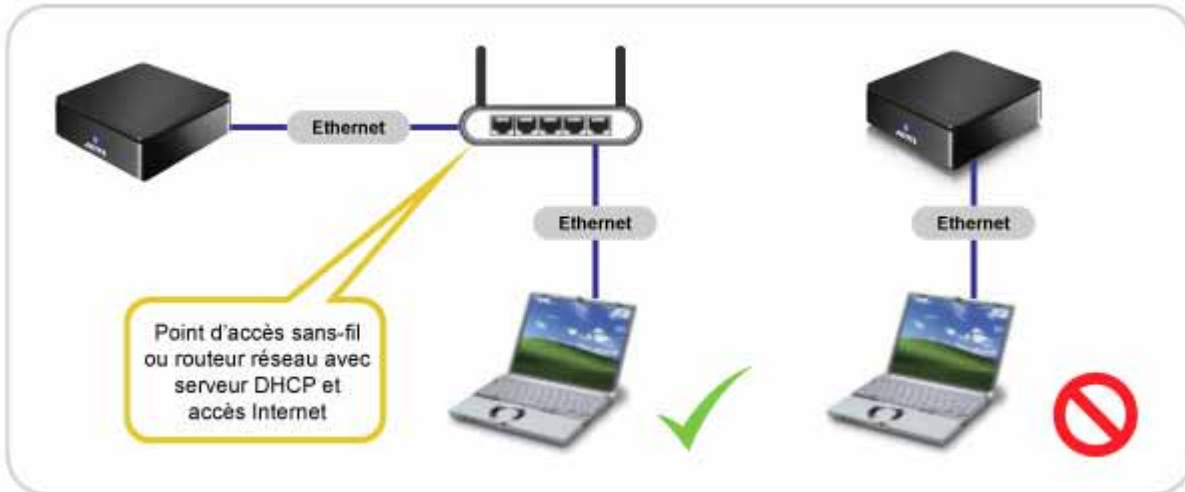 Ethernet
Ethernet
Ethernet
Point d'accès sans-fil
ou routeur réseau avec
serveur DHCP et
accès Internet